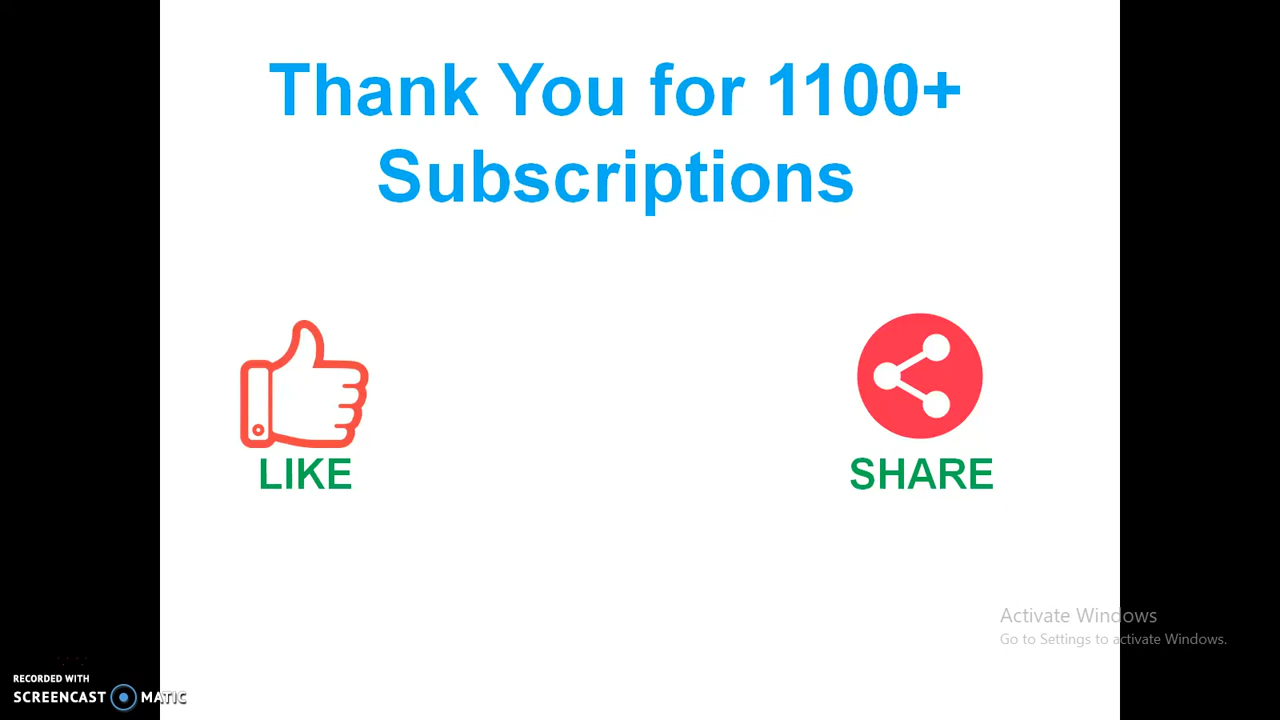 Thank You for 1100+
Subscriptions
LIKE
SHARE
Activate Windows
Go to Settings to activate Windows.
RECORDED WITH
SCREENCAST MATIC